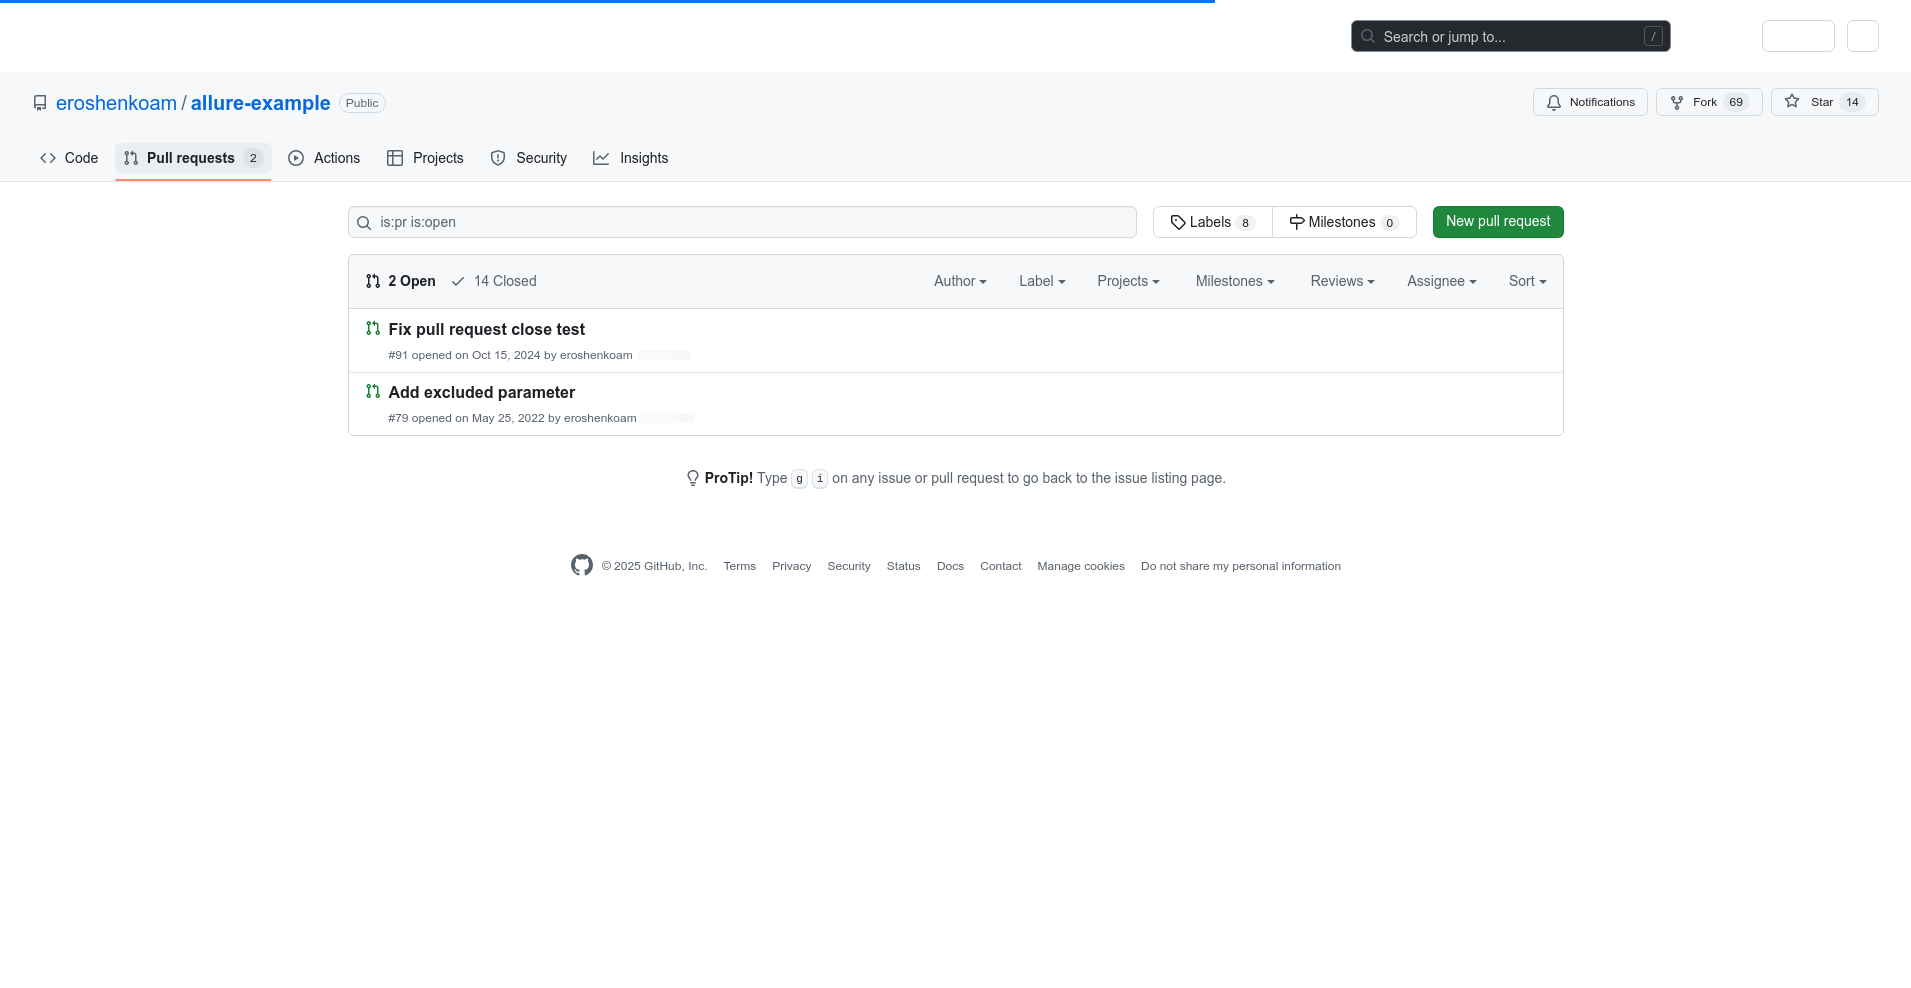 Search or jump to... /
eroshenkoam / allure-example Public
Notifications Fork 69 Star 14
Code Pull requests 2 Actions Projects Security Insights
is:pr is:open Labels 8 Milestones 0 New pull request
2 Open 14 Closed Author Label Projects Milestones Reviews Assignee Sort
Fix pull request close test
#91 opened on Oct 15, 2024 by eroshenkoam
Add excluded parameter
#79 opened on May 25, 2022 by eroshenkoam
ProTip! Type g i on any issue or pull request to go back to the issue listing page.
© 2025 GitHub, Inc. Terms Privacy Security Status Docs Contact Manage cookies Do not share my personal information